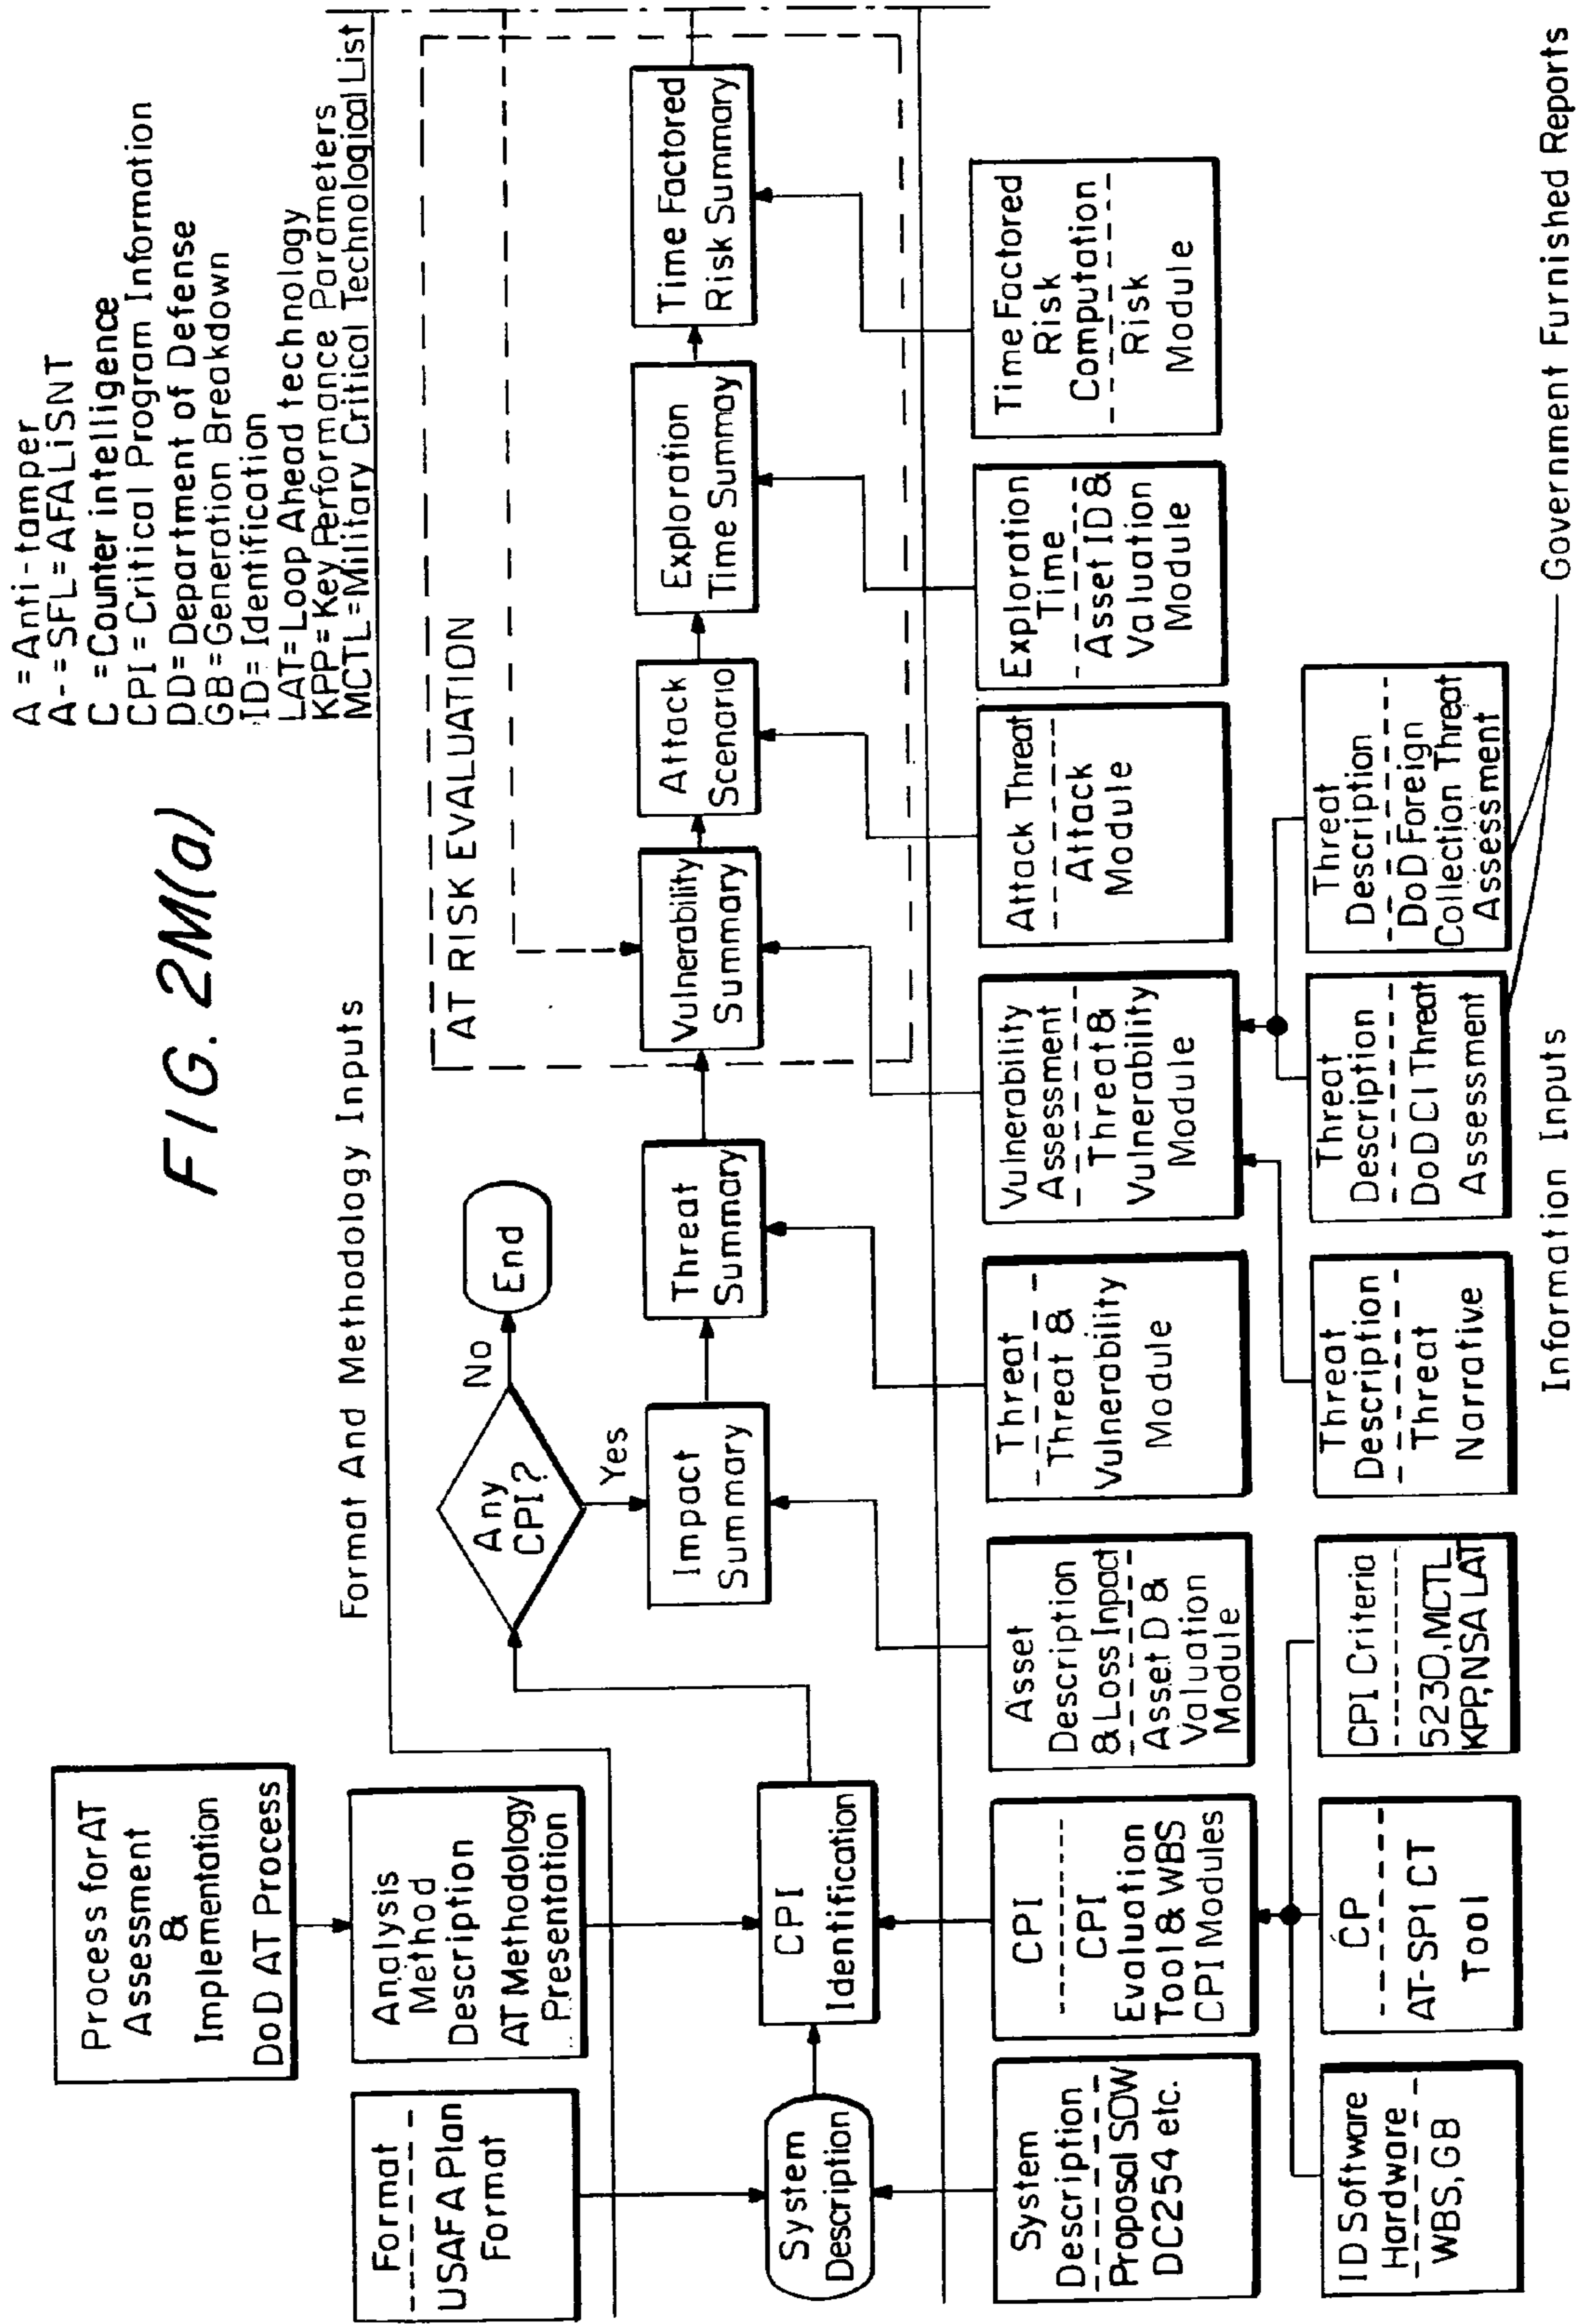 FIG. 2M(a)
A = Anti-tamper
A- = SFL = AFALiSNT
C = Counter intelligence
CPI = Critical Program Information
DD = Department of Defense
GB = Generation Breakdown
ID = Identification
LAT = Loop Ahead technology
KPP = Key Performance Parameters
MCTL = Military Critical Technological List
Process for AT
Assessment
&
Implementation
DoD AT Process
Format
USAF A Plan
Format
Analysis
Method
Description
AT Methodology
Presentation
Format And Methodology Inputs
System
Description
CPI
Identification
Any
CPI?
No
End
Yes
Impact
Summary
Threat
Summary
AT RISK EVALUATION
Vulnerability
Summary
Attack
Scenario
Exploration
Time Summay
Time Factored
Risk Summary
System
Description
Proposal SOW
DC254 etc.
CPI
CPI
Evaluation
Tool & WBS
CPI Modules
Asset
Description
& Loss Inpact
Asset D &
Valuation
Module
Threat
Threat &
Vulnerability
Module
Vulnerability
Assessment
Threat &
Vulnerability
Module
Attack Threat
Attack
Module
Exploration
Time
Asset ID &
Valuation
Module
Time Factored
Risk
Computation
Risk
Module
ID Software
Hardware
WBS, GB
CP
AT-SPI CT
Tool
CPI Criteria
5230, MCTL
KPP, NSA LAT
Threat
Description
Threat
Narrative
Threat
Description
DoD CI Threat
Assessment
Threat
Description
DoD Foreign
Collection Threat
Assessment
Information Inputs
Government Furnished Reports